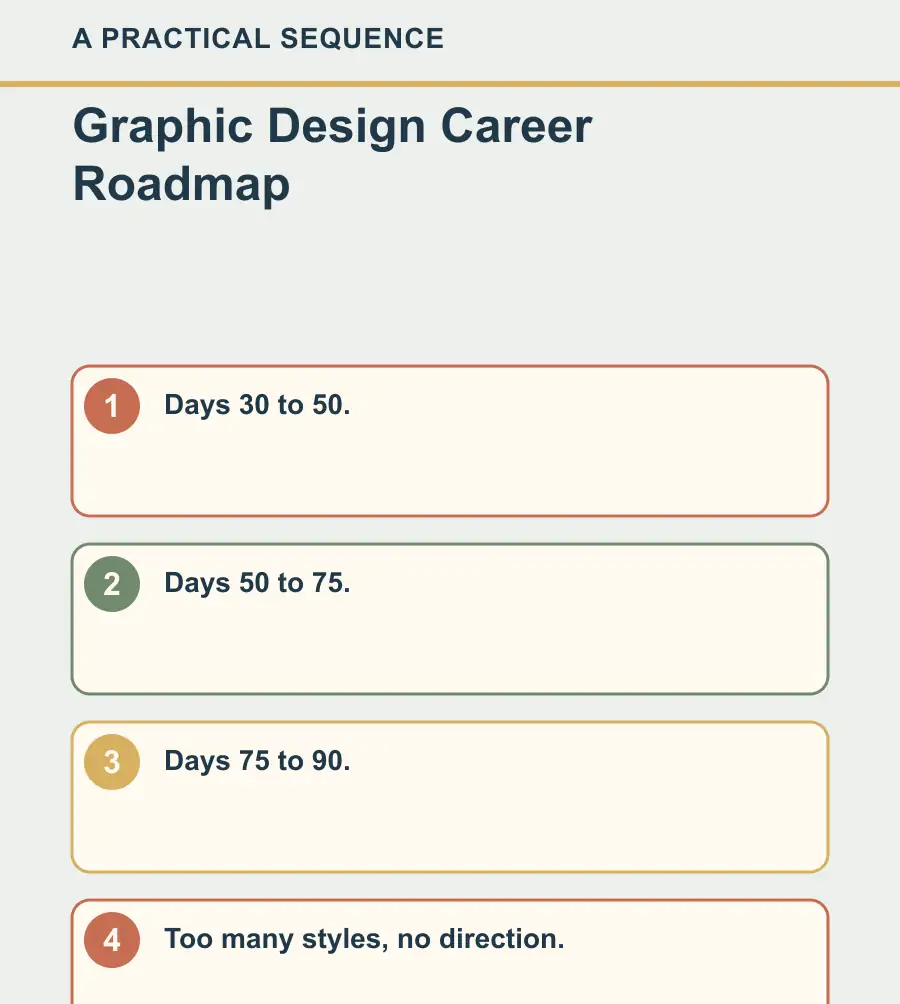 A PRACTICAL SEQUENCE
Graphic Design Career
Roadmap
1
Days 30 to 50.
2
Days 50 to 75.
3
Days 75 to 90.
4
Too many styles, no direction.